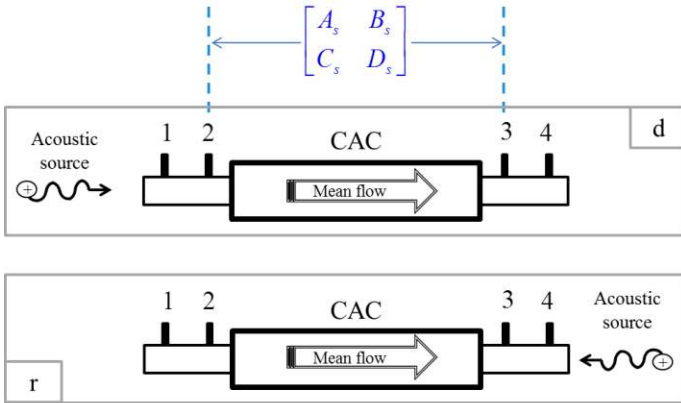 A_s B_s
C_s D_s
d
Acoustic
source
1 2 CAC 3 4
+
Mean flow
1 2 CAC 3 4
Acoustic
source
+
Mean flow
r